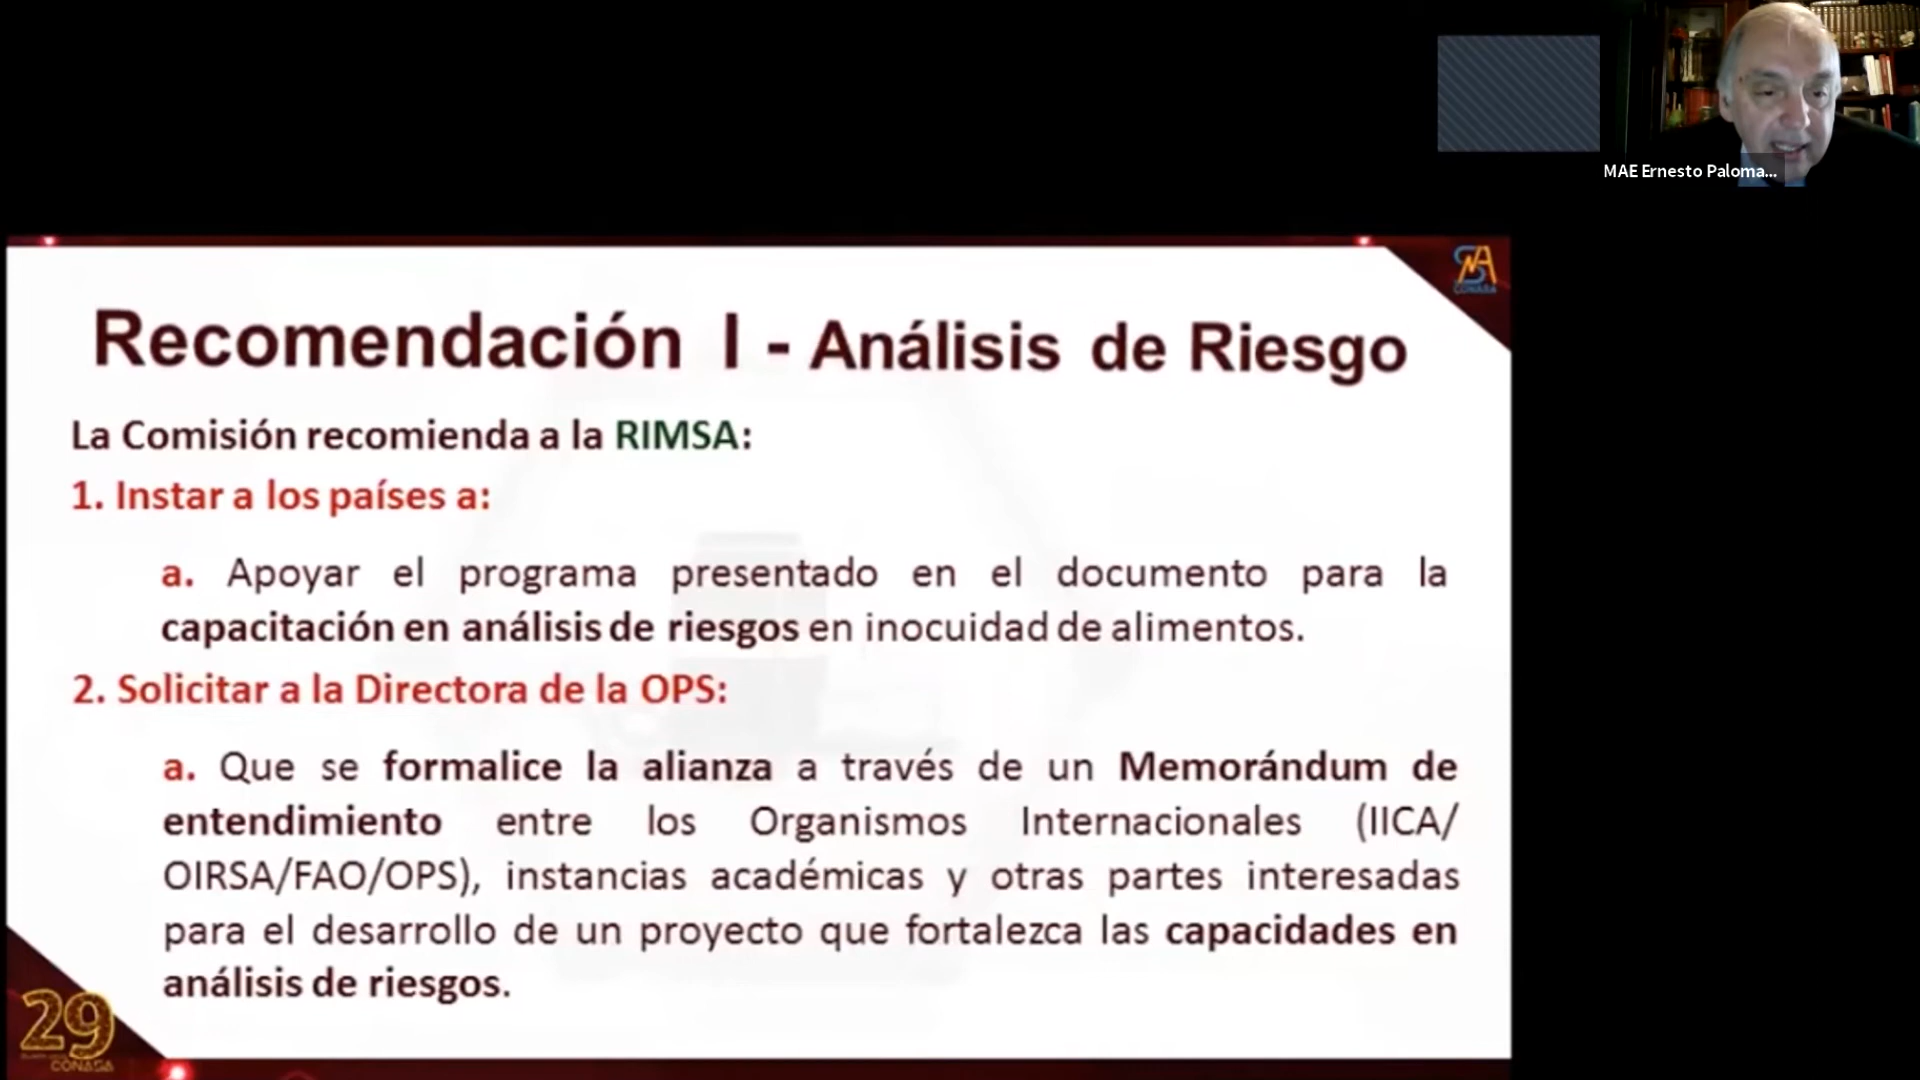 MAE Ernesto Paloma...
CONASA
Recomendación I - Análisis de Riesgo
La Comisión recomienda a la RIMSA:
1. Instar a los países a:
a. Apoyar el programa presentado en el documento para la
capacitación en análisis de riesgos en inocuidad de alimentos.
2. Solicitar a la Directora de la OPS:
a. Que se formalice la alianza a través de un Memorándum de
entendimiento entre los Organismos Internacionales (IICA/
OIRSA/FAO/OPS), instancias académicas y otras partes interesadas
para el desarrollo de un proyecto que fortalezca las capacidades en
análisis de riesgos.
29
CONASA